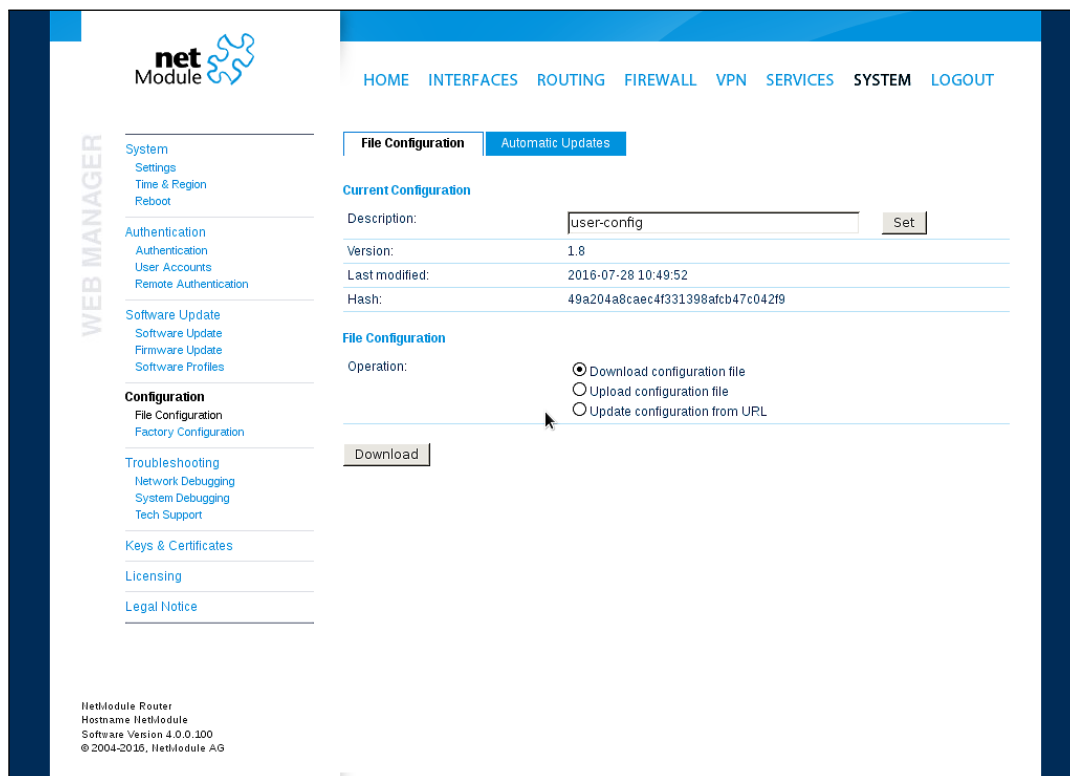 net
Module
HOME INTERFACES ROUTING FIREWALL VPN SERVICES SYSTEM LOGOUT
WEB MANAGER
System
Settings
Time & Region
Reboot
Authentication
Authentication
User Accounts
Remote Authentication
Software Update
Software Update
Firmware Update
Software Profiles
Configuration
File Configuration
Factory Configuration
Troubleshooting
Network Debugging
System Debugging
Tech Support
Keys & Certificates
Licensing
Legal Notice
File Configuration Automatic Updates
Current Configuration
Description: user-config Set
Version: 1.8
Last modified: 2016-07-28 10:49:52
Hash: 49a204a8caec4f331398afcb47c042f9
File Configuration
Operation: Download configuration file
Upload configuration file
Update configuration from URL
Download
NetModule Router
Hostname NetModule
Software Version 4.0.0.100
© 2004-2016, NetModule AG